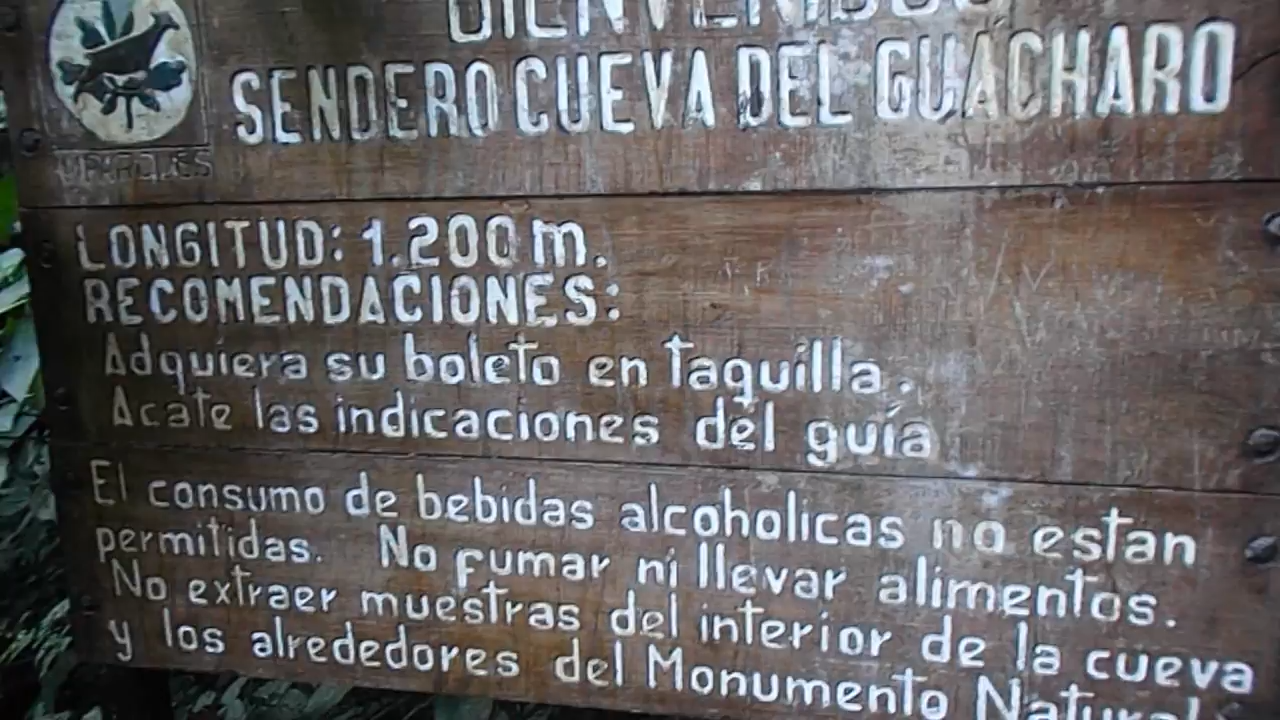 BIENVENIDOS
SENDERO CUEVA DEL GUACHARO
INPARQUES
LONGITUD: 1.200 m.
RECOMENDACIONES:
Adquiera su boleto en taquilla.
Acate las indicaciones del guía
El consumo de bebidas alcoholicas no estan
permitidas. No fumar ni llevar alimentos.
No extraer muestras del interior de la cueva
y los alrededores del Monumento Natural